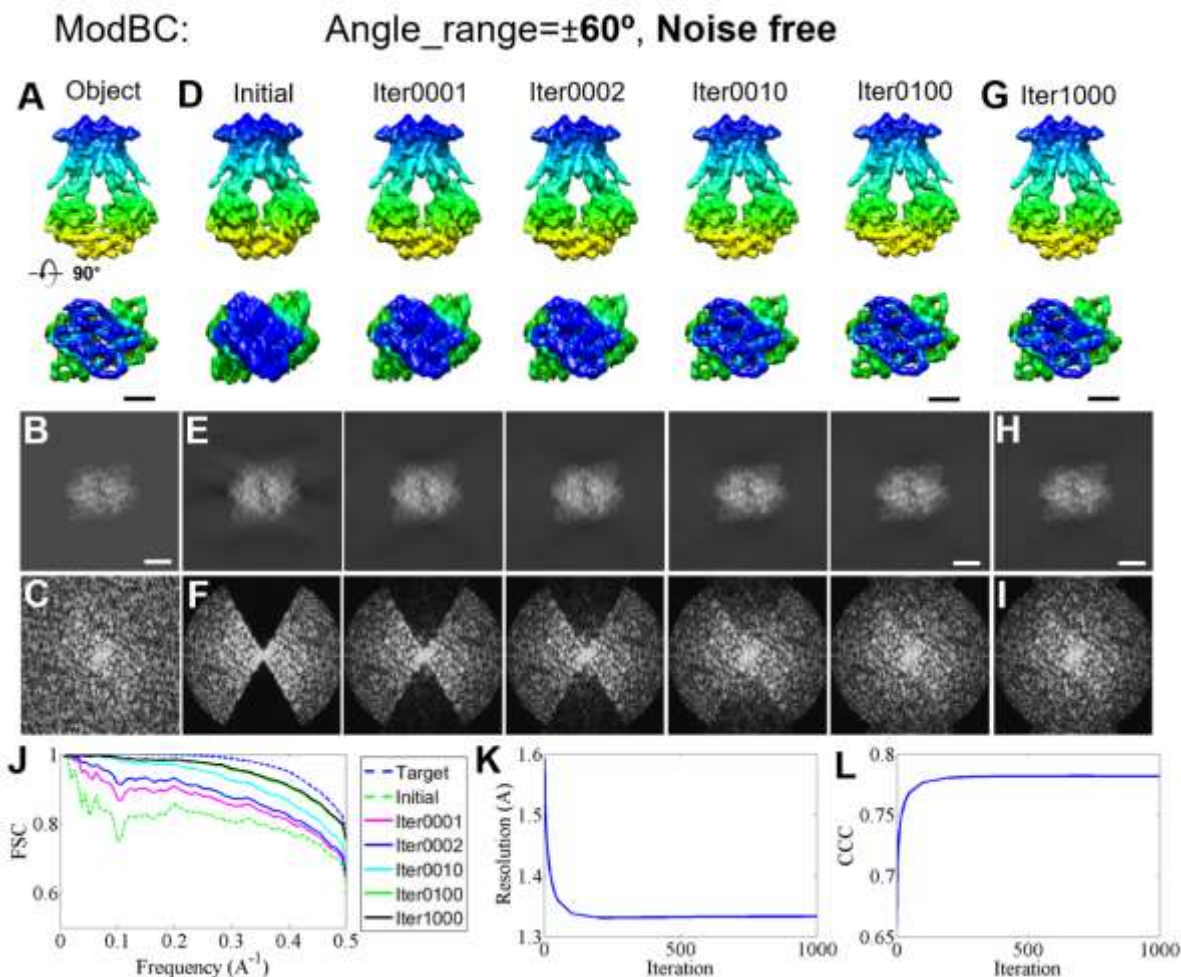 ModBC: Angle_range=±60º, Noise free
A Object D Initial Iter0001 Iter0002 Iter0010 Iter0100 G Iter1000
90°
B E H
C F I
J
1
0.8
0.6
FSC
0 0.1 0.2 0.3 0.4 0.5
Frequency (A⁻¹)
Target
Initial
Iter0001
Iter0002
Iter0010
Iter0100
Iter1000
K
1.6
1.5
1.4
1.3
Resolution (A)
0 500 1000
Iteration
L
0.8
0.75
0.7
0.65
CCC
0 500 1000
Iteration